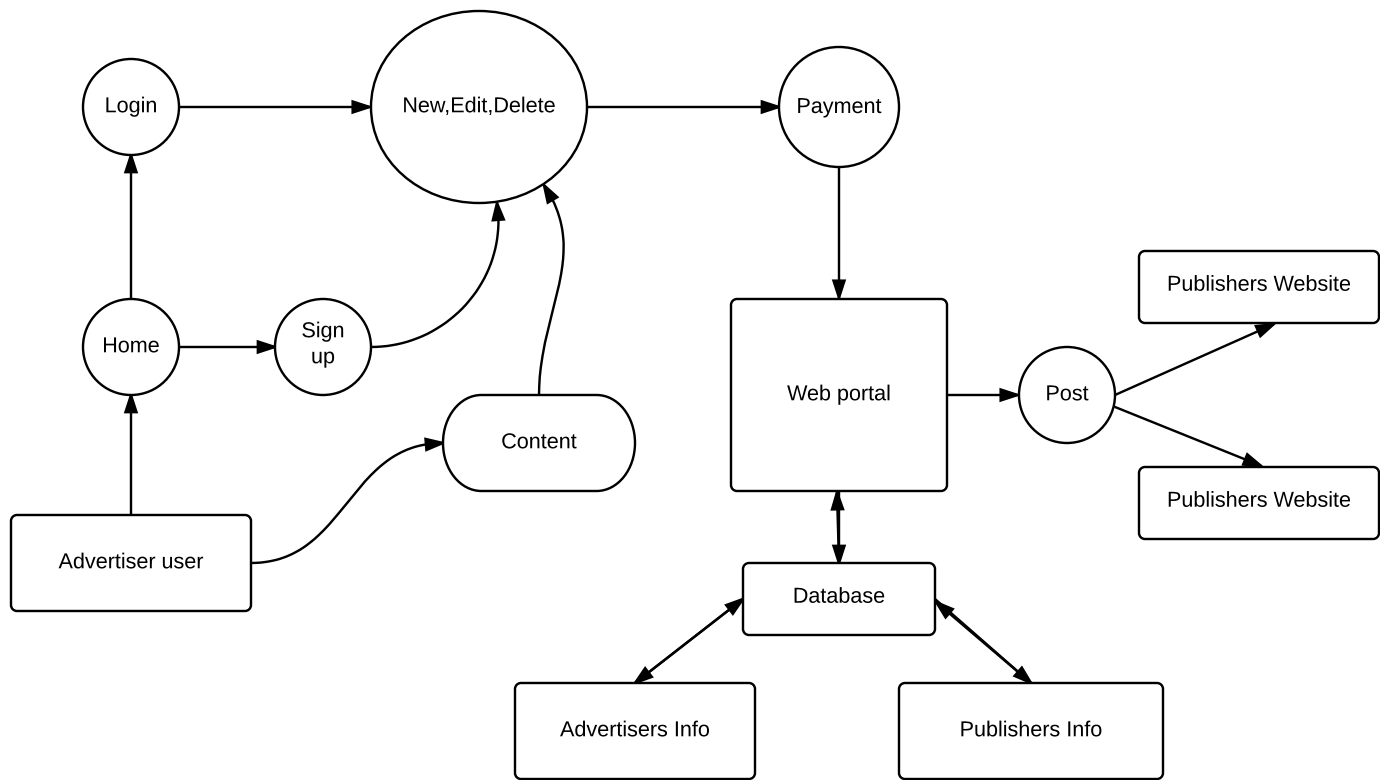 Login
New,Edit,Delete
Payment
Publishers Website
Home
Sign
up
Web portal
Post
Content
Publishers Website
Advertiser user
Database
Advertisers Info
Publishers Info